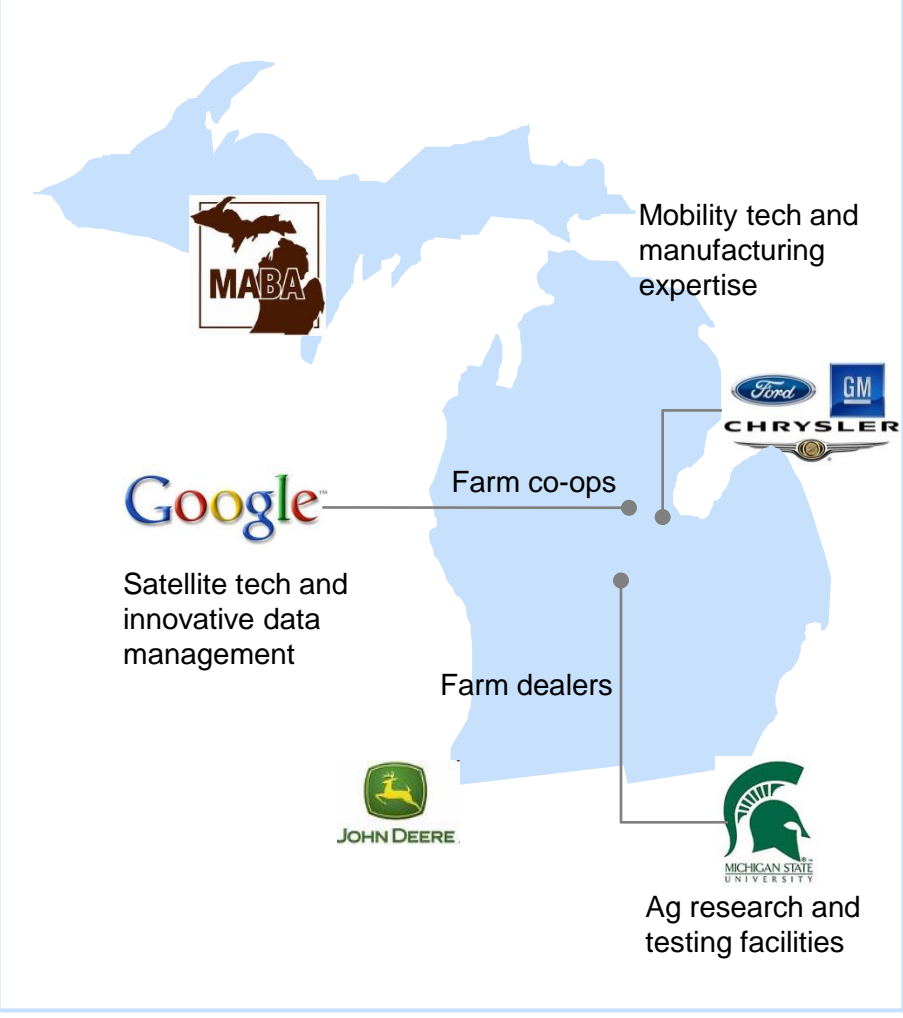 MABA
Mobility tech and
manufacturing
expertise
Ford
GM
CHRYSLER
Farm co-ops
Google™
Satellite tech and
innovative data
management
Farm dealers
JOHN DEERE
MICHIGAN STATE
UNIVERSITY
Ag research and
testing facilities